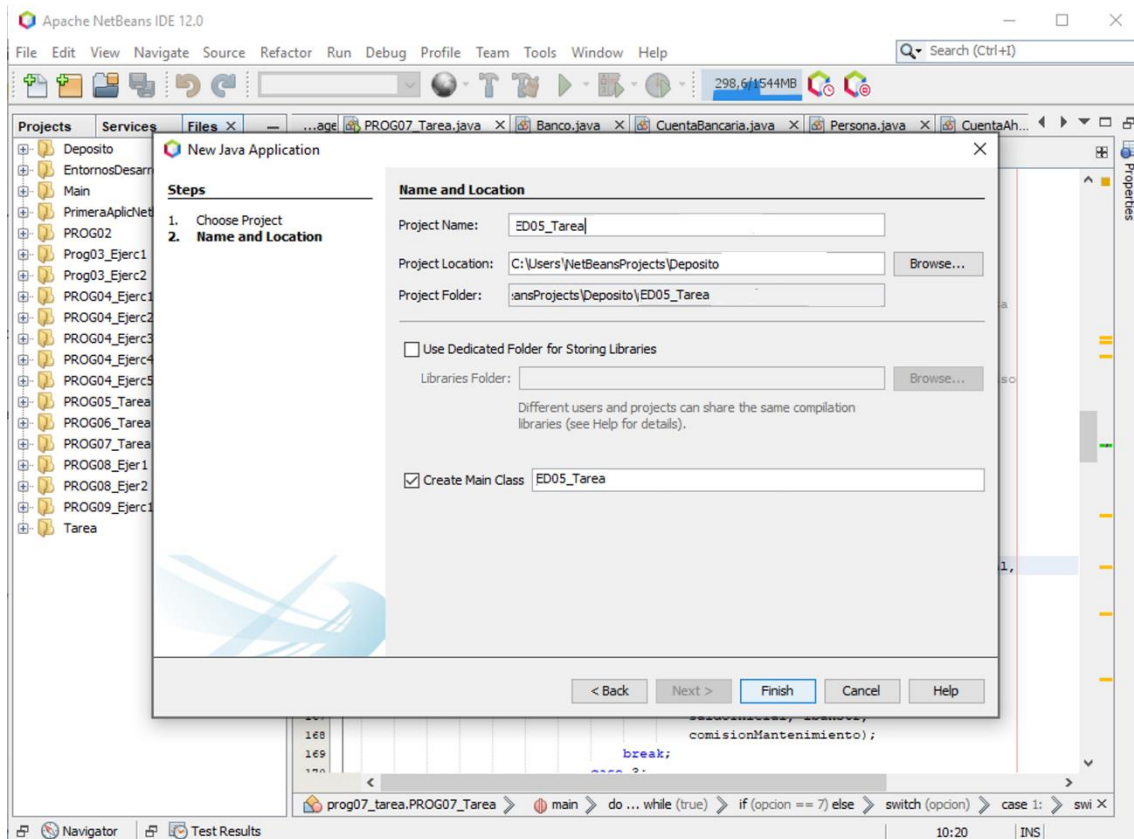 Apache NetBeans IDE 12.0
File Edit View Navigate Source Refactor Run Debug Profile Team Tools Window Help
Search (Ctrl+I)
298,6/1544MB
Projects Services Files
...age PROG07_Tarea.java Banco.java CuentaBancaria.java Persona.java CuentaAh...
Properties
Deposito
EntornosDesarr
Main
PrimeraAplicNetB
PROG02
Prog03_Ejerc1
Prog03_Ejerc2
PROG04_Ejerc1
PROG04_Ejerc2
PROG04_Ejerc3
PROG04_Ejerc4
PROG04_Ejerc5
PROG05_Tarea
PROG06_Tarea
PROG07_Tarea
PROG08_Ejer1
PROG08_Ejer2
PROG09_Ejerc1
Tarea
New Java Application
Steps
1. Choose Project
2. Name and Location
Name and Location
Project Name: ED05_Tarea
Project Location: C:\Users\NetBeansProjects\Deposito Browse...
Project Folder: :ansProjects\Deposito\ED05_Tarea
Use Dedicated Folder for Storing Libraries
Libraries Folder: Browse...
Different users and projects can share the same compilation
libraries (see Help for details).
Create Main Class ED05_Tarea
< Back Next > Finish Cancel Help
168 comisionMantenimiento);
169 break;
prog07_tarea.PROG07_Tarea main do ... while (true) if (opcion == 7) else switch (opcion) case 1: swi
Navigator Test Results 10:20 INS